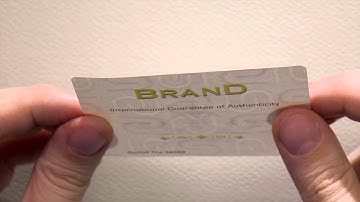 BRAND
International Guarantee of Authenticity